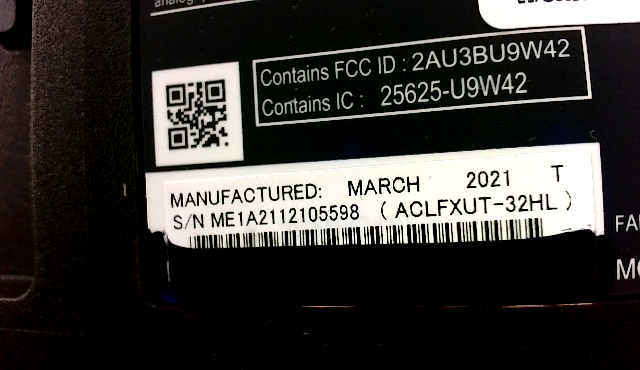 Contains FCC ID : 2AU3BU9W42
Contains IC : 25625-U9W42
MANUFACTURED: MARCH 2021 T
S/N ME1A2112105598 ( ACLFXUT-32HL )